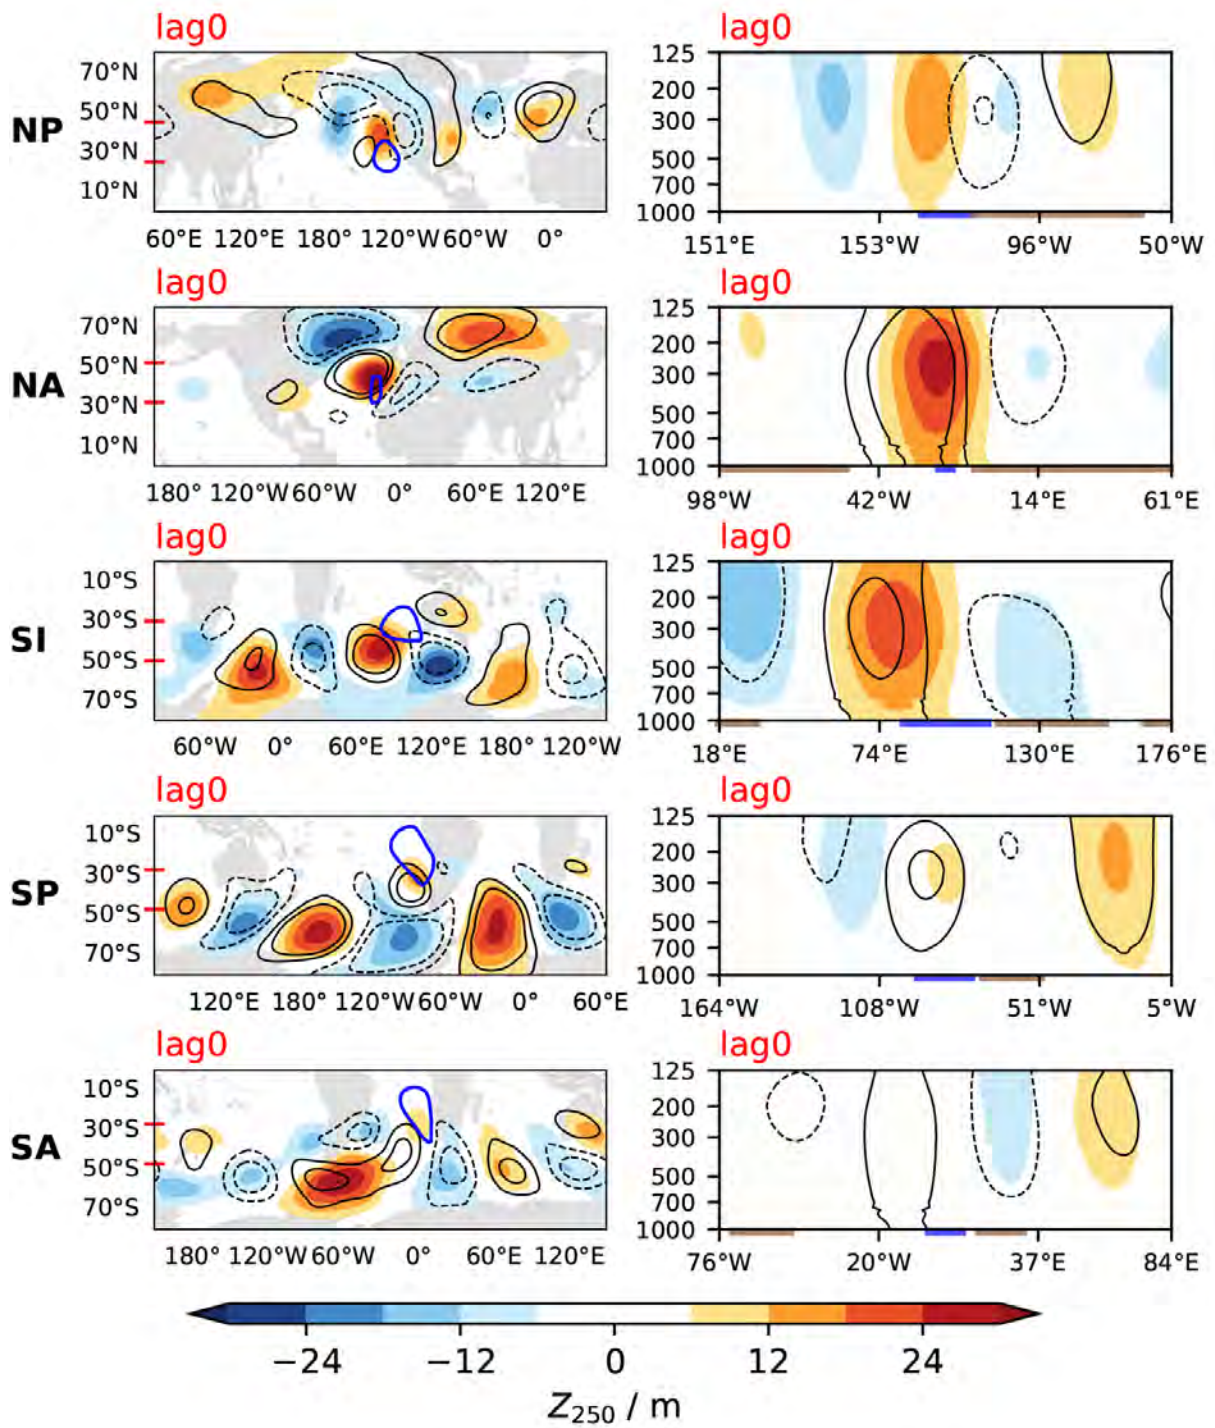 lag0 lag0
NP
70°N
50°N
30°N
10°N
60°E 120°E 180° 120°W 60°W 0°
125
200
300
500
700
1000
151°E 153°W 96°W 50°W
lag0 lag0
NA
70°N
50°N
30°N
10°N
180° 120°W 60°W 0° 60°E 120°E
125
200
300
500
700
1000
98°W 42°W 14°E 61°E
lag0 lag0
SI
10°S
30°S
50°S
70°S
60°W 0° 60°E 120°E 180° 120°W
125
200
300
500
700
1000
18°E 74°E 130°E 176°E
lag0 lag0
SP
10°S
30°S
50°S
70°S
120°E 180° 120°W 60°W 0° 60°E
125
200
300
500
700
1000
164°W 108°W 51°W 5°W
lag0 lag0
SA
10°S
30°S
50°S
70°S
180° 120°W 60°W 0° 60°E 120°E
125
200
300
500
700
1000
76°W 20°W 37°E 84°E
−24 −12 0 12 24
Z250 / m